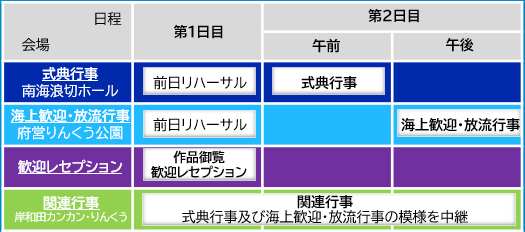 日程
会場
第1日目
第2日目
午前
午後
式典行事
南海浪切ホール
前日リハーサル
式典行事
海上歓迎・放流行事
府営りんくう公園
前日リハーサル
海上歓迎・放流行事
歓迎レセプション
作品御覧
歓迎レセプション
関連行事
岸和田カンカン・りんくう
関連行事
式典行事及び海上歓迎・放流行事の模様を中継